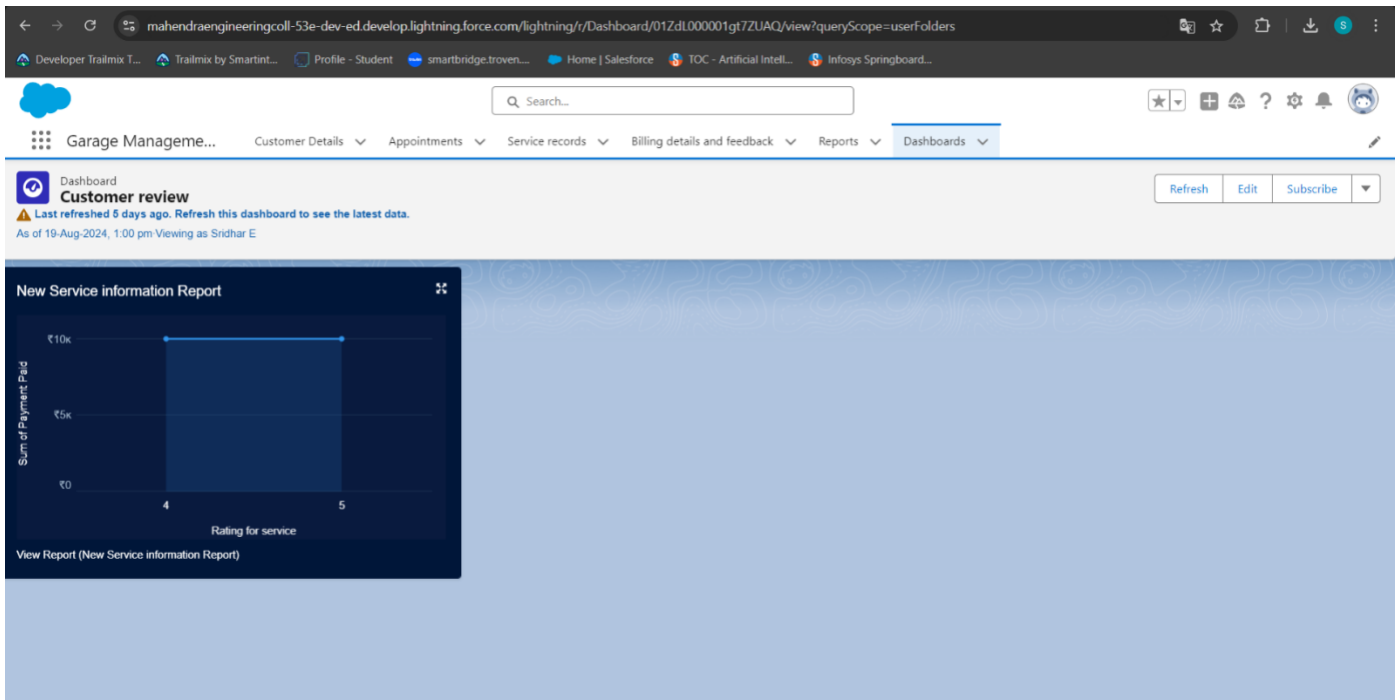 mahendraengineeringcoll-53e-dev-ed.develop.lightning.force.com/lightning/r/Dashboard/01ZdL000001gt7ZUAQ/view?queryScope=userFolders
S
Developer Trailmix T... Trailmix by Smartint... Profile - Student smartbridge.troven.... Home | Salesforce TOC - Artificial Intell... Infosys Springboard...
Search...
Garage Manageme... Customer Details Appointments Service records Billing details and feedback Reports Dashboards
Dashboard
Customer review
Refresh Edit Subscribe
Last refreshed 5 days ago. Refresh this dashboard to see the latest data.
As of 19-Aug-2024, 1:00 pm·Viewing as Sridhar E
New Service information Report
₹10K
₹5K
₹0
Sum of Payment Paid
4 5
Rating for service
View Report (New Service information Report)